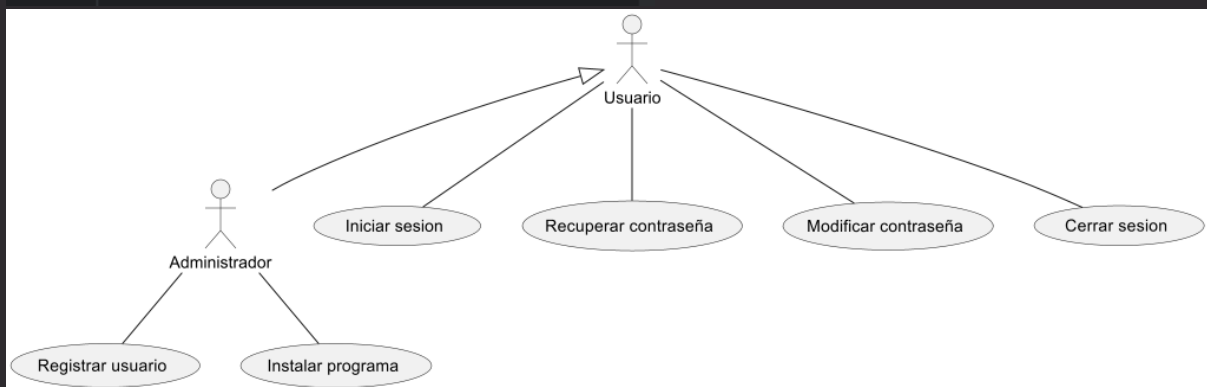 Usuario
Iniciar sesion
Recuperar contraseña
Modificar contraseña
Cerrar sesion
Administrador
Registrar usuario
Instalar programa